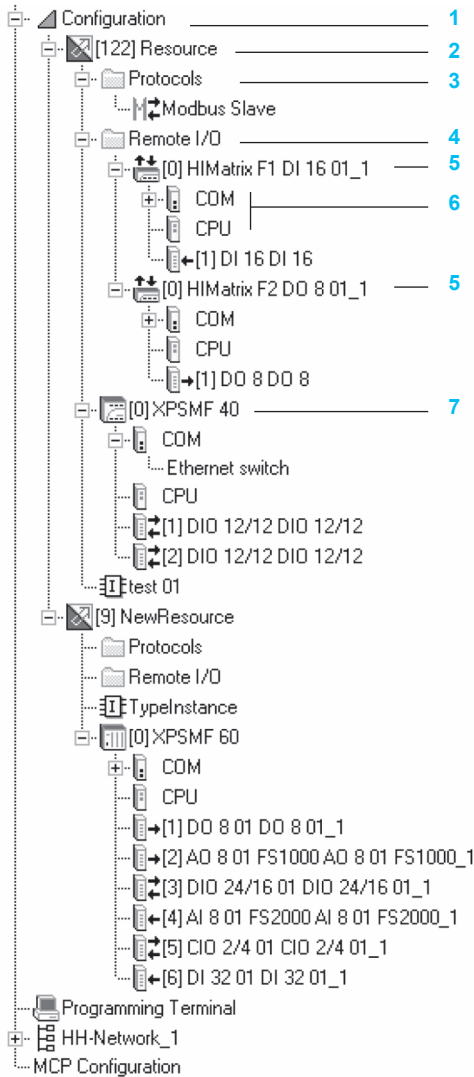 Configuration 1
[122] Resource 2
Protocols 3
Modbus Slave
Remote I/O 4
[0] HIMatrix F1 DI 16 01_1 5
COM
6
CPU
[1] DI 16 DI 16
[0] HIMatrix F2 DO 8 01_1 5
COM
CPU
[1] DO 8 DO 8
[0] XPSMF 40 7
COM
Ethernet switch
CPU
[1] DIO 12/12 DIO 12/12
[2] DIO 12/12 DIO 12/12
test 01
[9] NewResource
Protocols
Remote I/O
TypeInstance
[0] XPSMF 60
COM
CPU
[1] DO 8 01 DO 8 01_1
[2] AO 8 01 FS1000 AO 8 01 FS1000_1
[3] DIO 24/16 01 DIO 24/16 01_1
[4] AI 8 01 FS2000 AI 8 01 FS2000_1
[5] CIO 2/4 01 CIO 2/4 01_1
[6] DI 32 01 DI 32 01_1
Programming Terminal
HH-Network_1
MCP Configuration